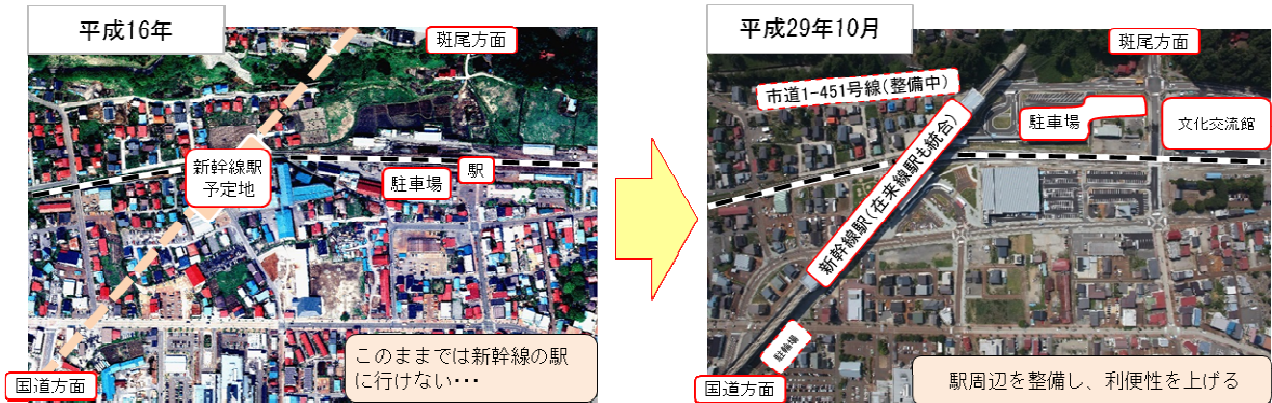 平成16年
班尾方面
新幹線駅
予定地
駐車場
駅
国道方面
このままでは新幹線の駅
に行けない・・・
平成29年10月
班尾方面
市道1-451号線(整備中)
駐車場
文化交流館
新幹線駅(在来線駅も統合)
駐輪場
国道方面
駅周辺を整備し、利便性を上げる